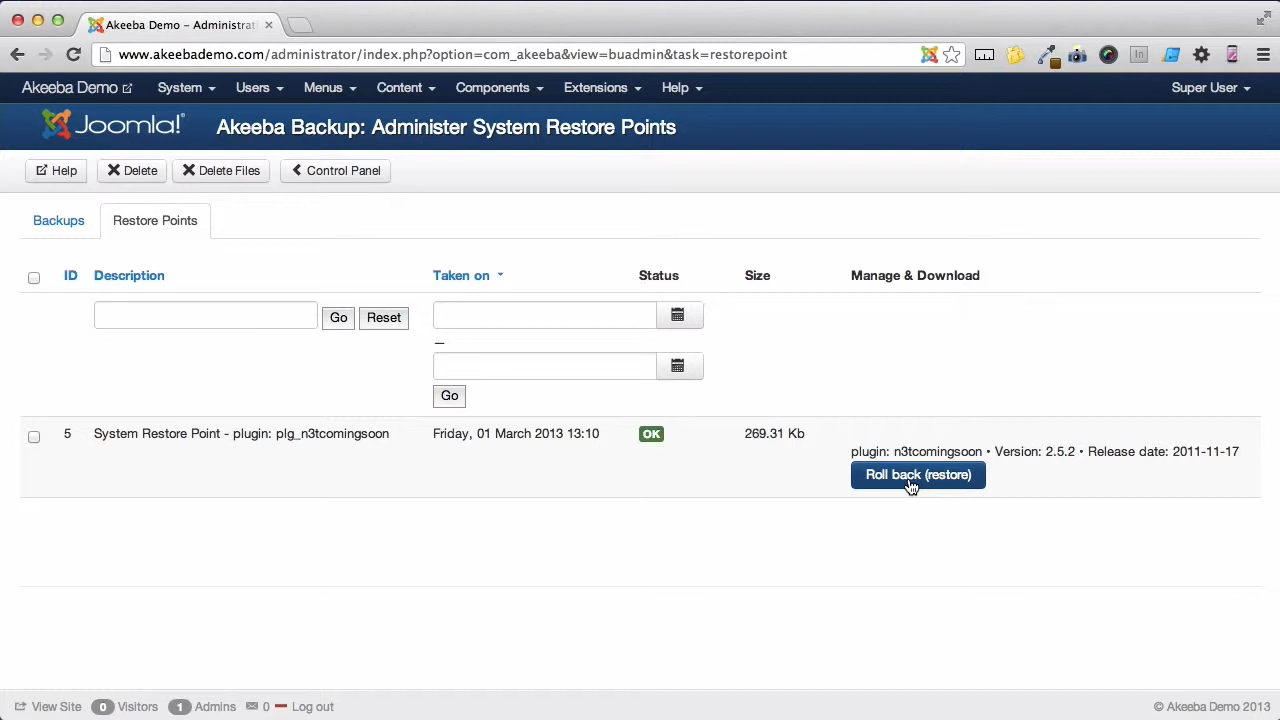 Akeeba Demo – Administrat
www.akeebademo.com/administrator/index.php?option=com_akeeba&view=buadmin&task=restorepoint
Akeeba Demo System Users Menus Content Components Extensions Help Super User
Joomla! Akeeba Backup: Administer System Restore Points
Help Delete Delete Files Control Panel
Backups Restore Points
ID Description Taken on Status Size Manage & Download
Go Reset
—
Go
5 System Restore Point - plugin: plg_n3tcomingsoon Friday, 01 March 2013 13:10 OK 269.31 Kb
plugin: n3tcomingsoon • Version: 2.5.2 • Release date: 2011-11-17
Roll back (restore)
View Site 0 Visitors 1 Admins 0 Log out © Akeeba Demo 2013